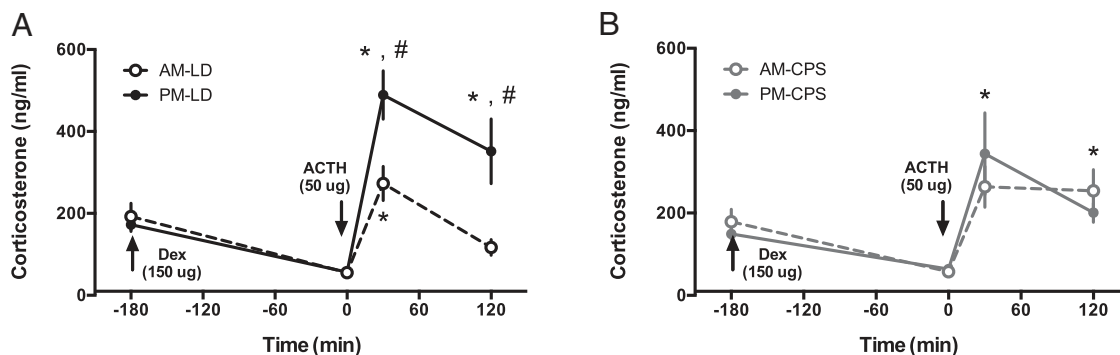 A
600
400
200
0
Corticosterone (ng/ml)
AM-LD
PM-LD
* , #
* , #
*
ACTH
(50 ug)
Dex
(150 ug)
-180 -120 -60 0 60 120
Time (min)
B
600
400
200
0
Corticosterone (ng/ml)
AM-CPS
PM-CPS
*
*
ACTH
(50 ug)
Dex
(150 ug)
-180 -120 -60 0 60 120
Time (min)